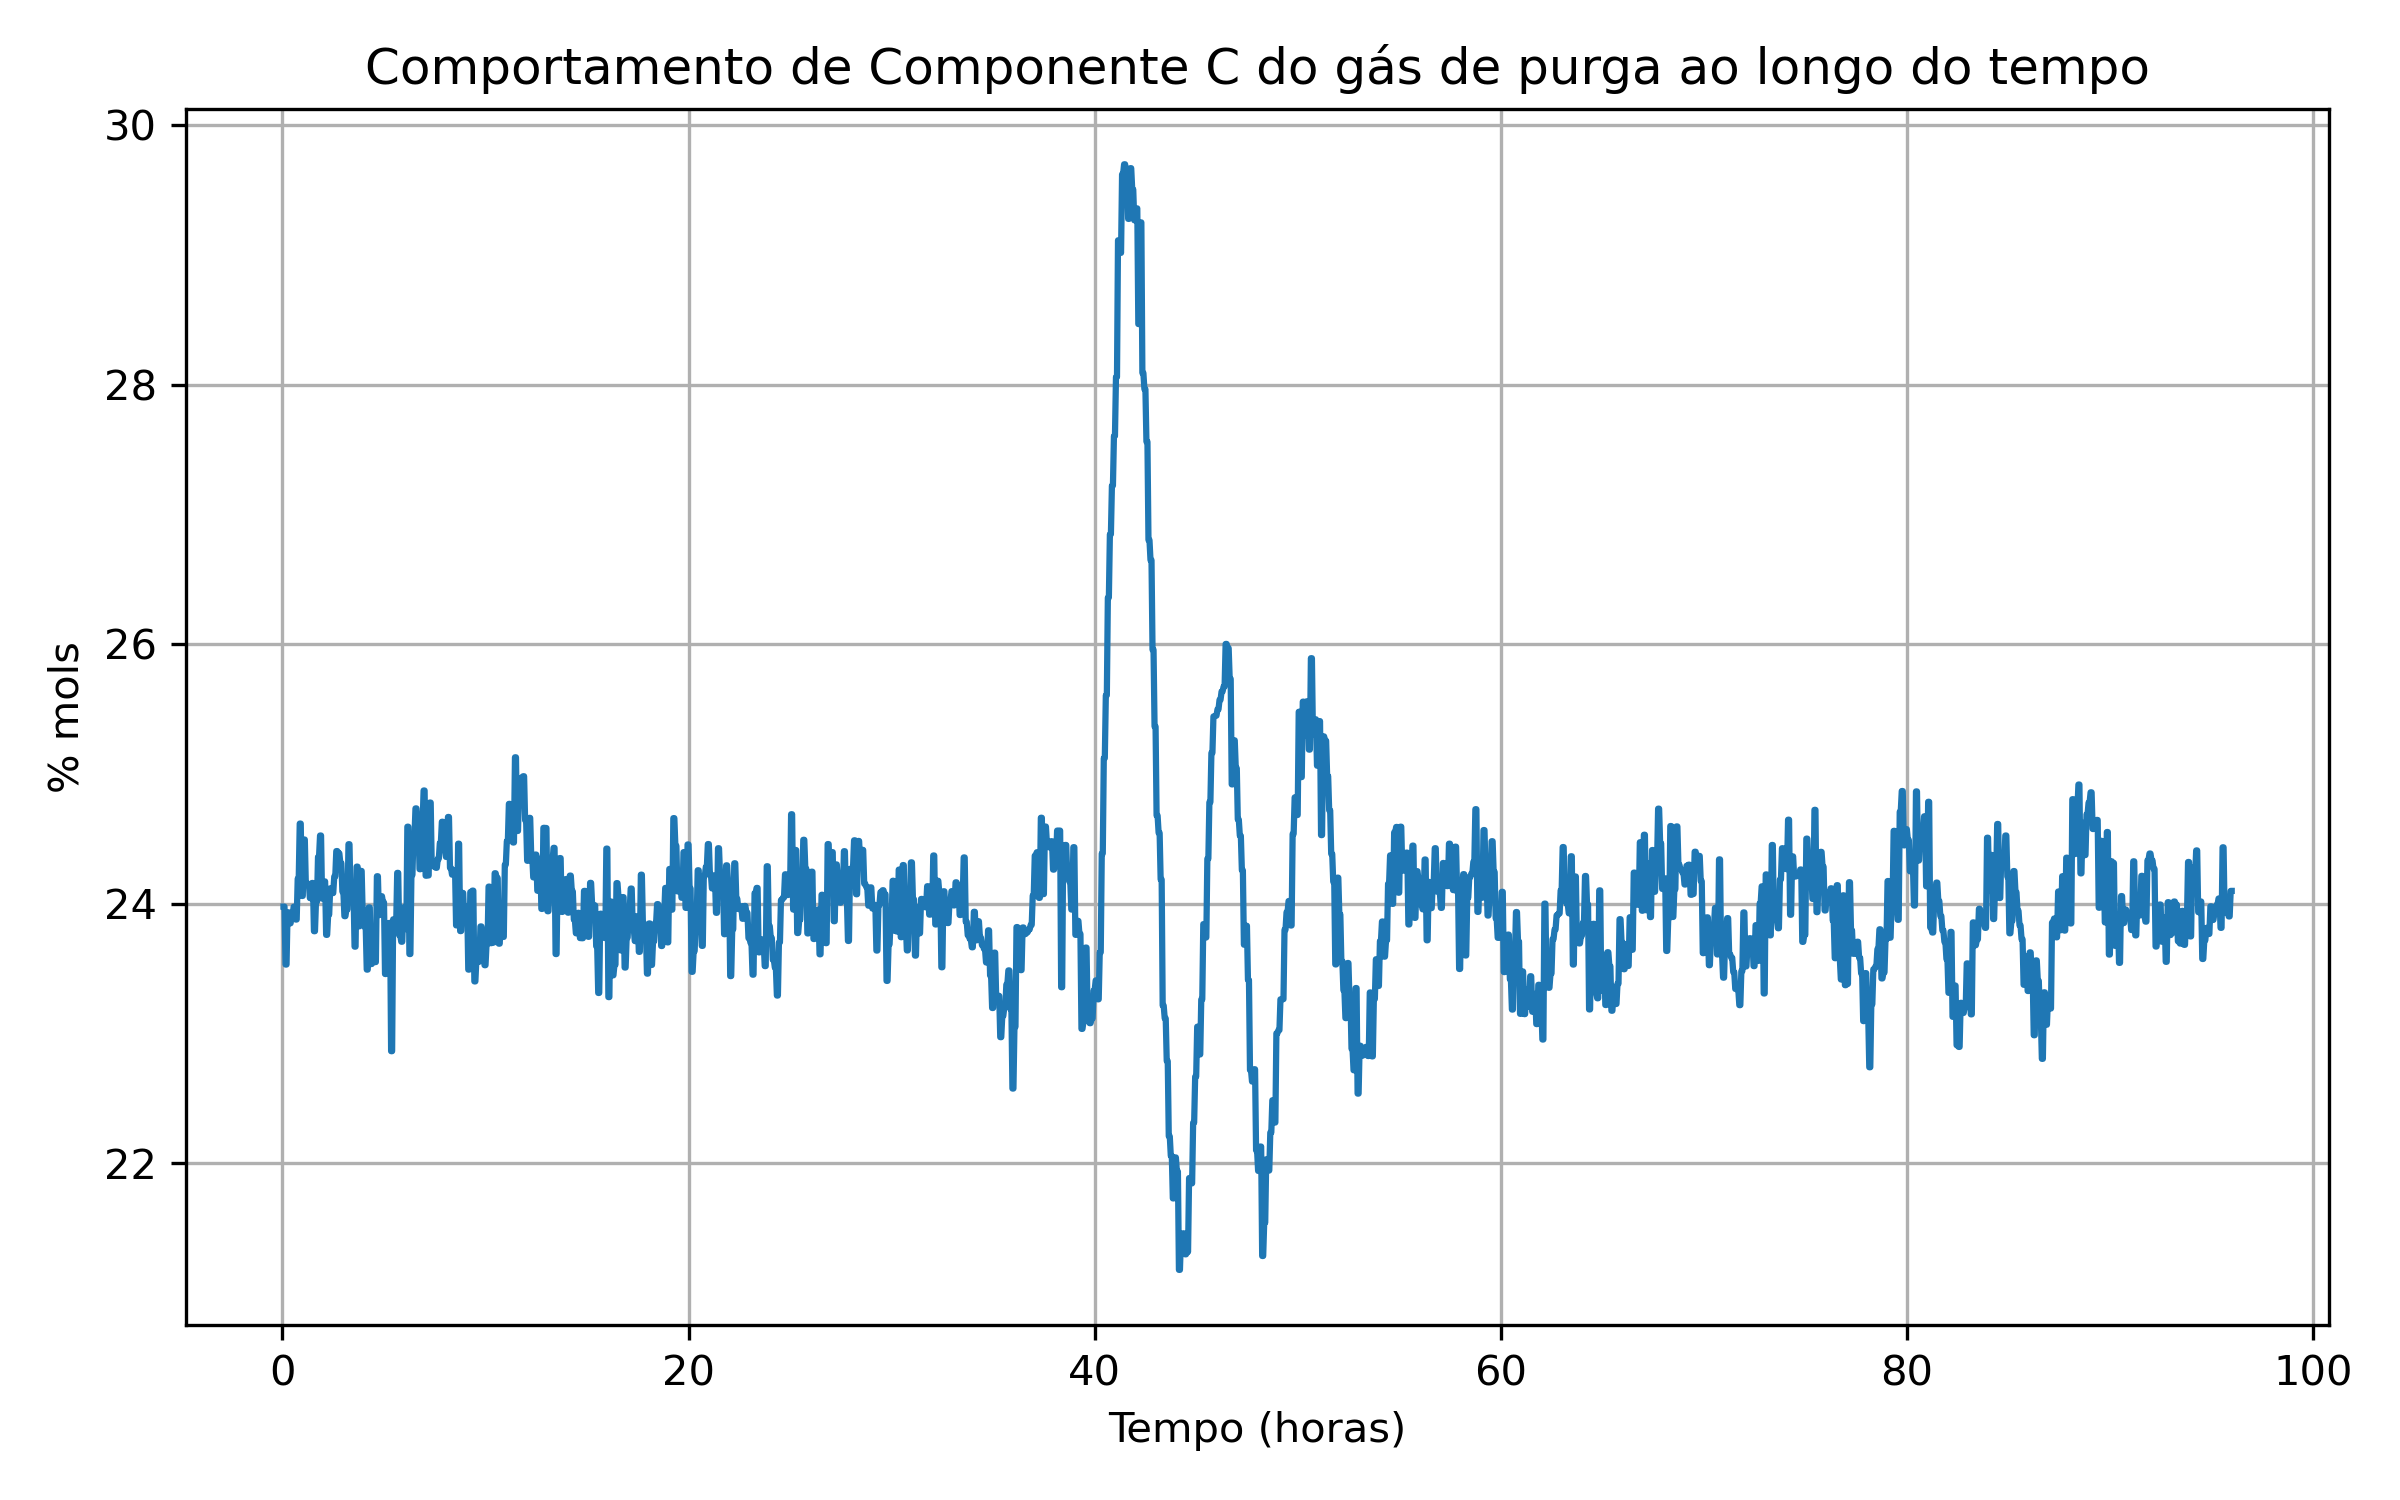 Comportamento de Componente C do gás de purga ao longo do tempo
30
28
26
24
22
% mols
0 20 40 60 80 100
Tempo (horas)